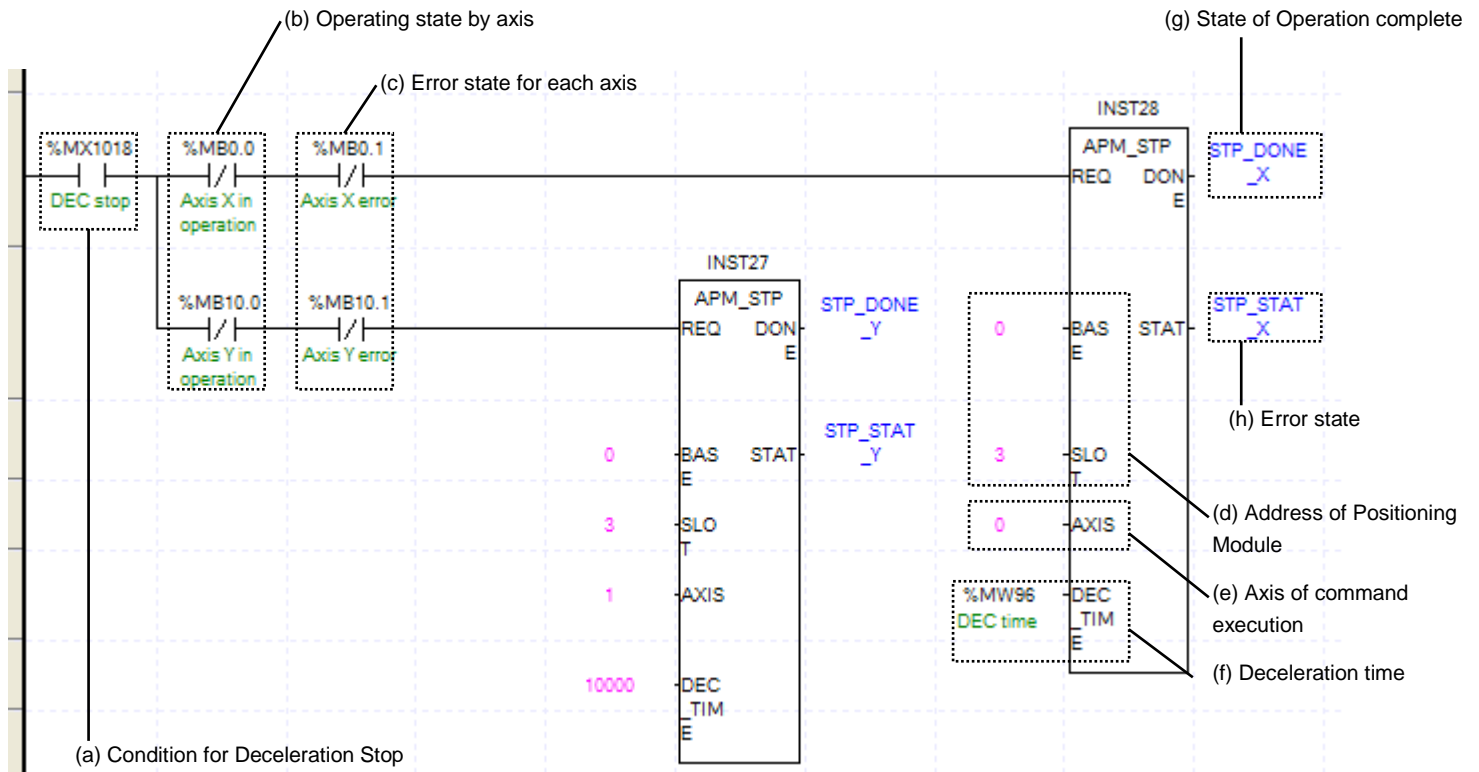 (b) Operating state by axis
(g) State of Operation complete
(c) Error state for each axis
INST28
%MX1018
%MB0.0
%MB0.1
APM_STP
STP_DONE
_X
REQ
DON
E
DEC stop
Axis X in
operation
Axis X error
INST27
%MB10.0
%MB10.1
APM_STP
STP_DONE
_Y
STP_STAT
_X
REQ
DON
E
0
BAS
E
STAT
Axis Y in
operation
Axis Y error
(h) Error state
STP_STAT
_Y
0
BAS
E
STAT
3
SLO
T
(d) Address of Positioning
Module
3
SLO
T
0
AXIS
(e) Axis of command
execution
1
AXIS
%MW96
DEC time
DEC
_TIM
E
(f) Deceleration time
10000
DEC
_TIM
E
(a) Condition for Deceleration Stop